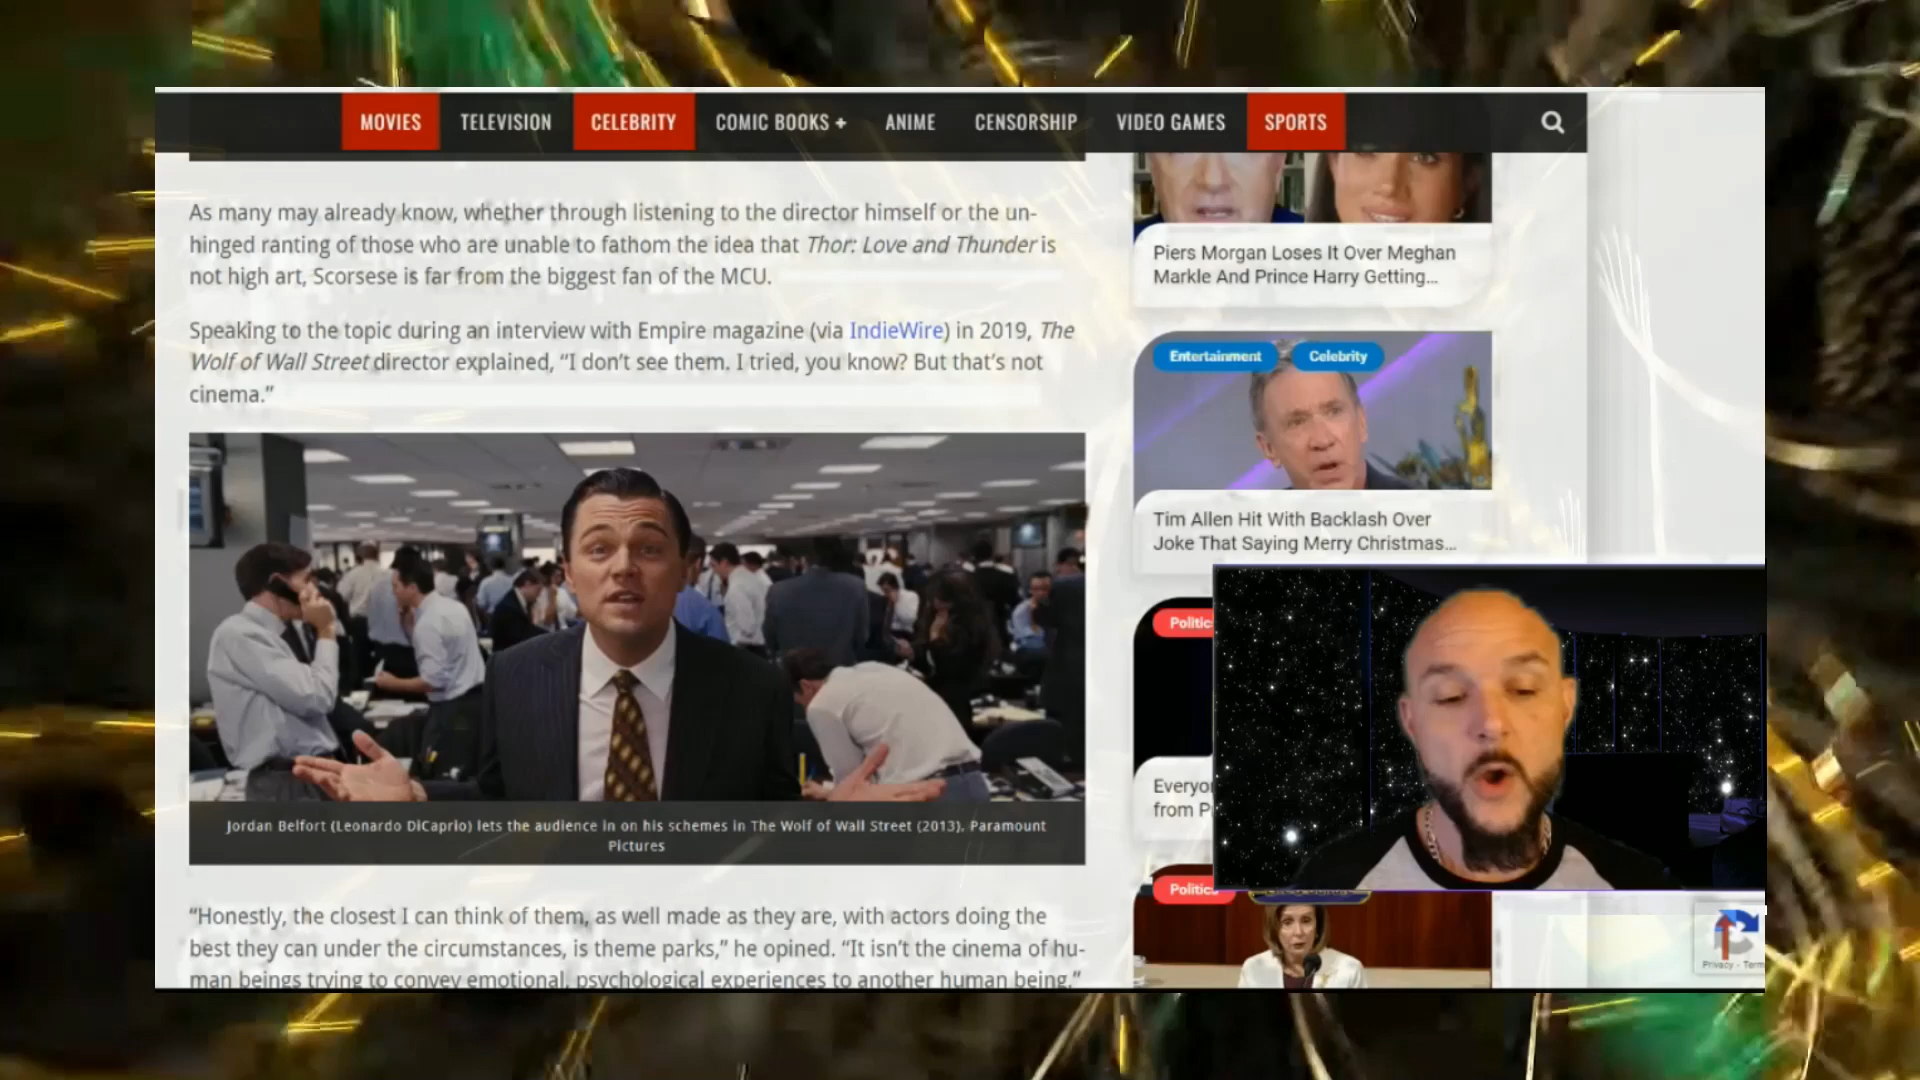 MOVIES TELEVISION CELEBRITY COMIC BOOKS + ANIME CENSORSHIP VIDEO GAMES SPORTS
As many may already know, whether through listening to the director himself or the un-
hinged ranting of those who are unable to fathom the idea that Thor: Love and Thunder is
not high art, Scorsese is far from the biggest fan of the MCU.
Speaking to the topic during an interview with Empire magazine (via IndieWire) in 2019, The
Wolf of Wall Street director explained, “I don’t see them. I tried, you know? But that’s not
cinema.”
Jordan Belfort (Leonardo DiCaprio) lets the audience in on his schemes in The Wolf of Wall Street (2013), Paramount
Pictures
“Honestly, the closest I can think of them, as well made as they are, with actors doing the
best they can under the circumstances, is theme parks,” he opined. “It isn’t the cinema of hu-
man beings trying to convey emotional, psychological experiences to another human being.”
Piers Morgan Loses It Over Meghan
Markle And Prince Harry Getting...
Entertainment Celebrity
Tim Allen Hit With Backlash Over
Joke That Saying Merry Christmas...
Politic
Everyo
from P
Politics
Privacy - Term